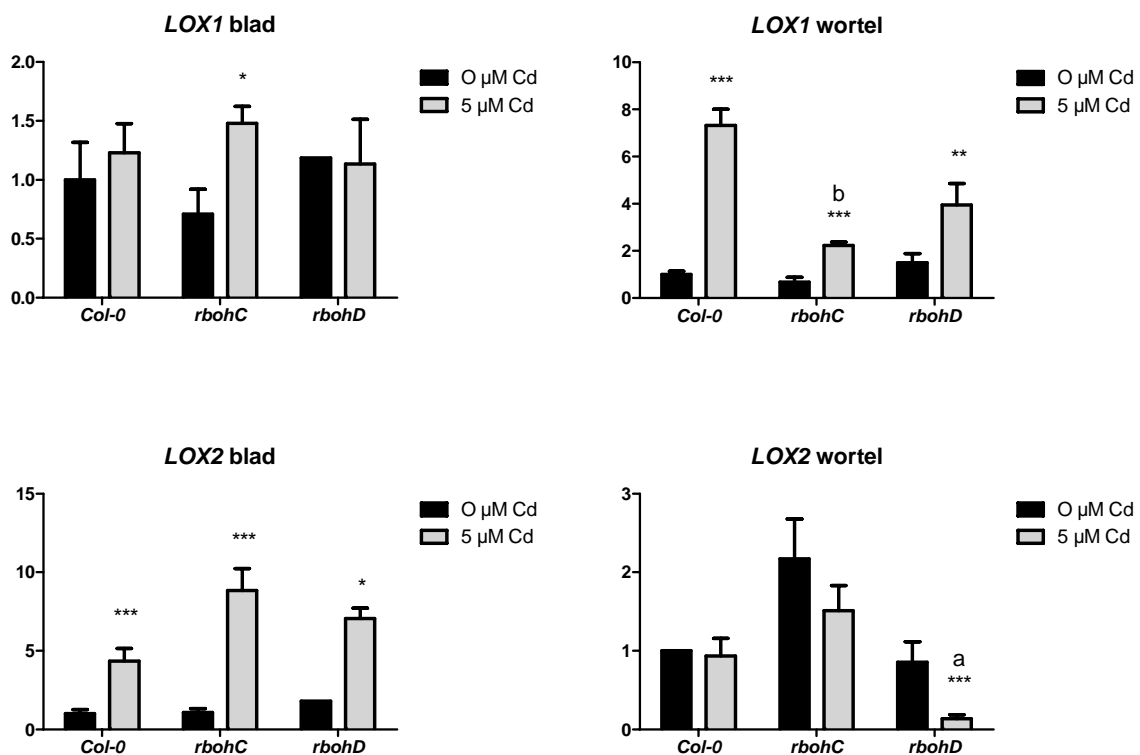 LOX1 blad
2.0
1.5
1.0
0.5
0.0
*
Col-0 rbohC rbohD
O µM Cd
5 µM Cd
LOX1 wortel
10
8
6
4
2
0
***
b
***
**
Col-0 rbohC rbohD
O µM Cd
5 µM Cd
LOX2 blad
15
10
5
0
***
***
*
Col-0 rbohC rbohD
O µM Cd
5 µM Cd
LOX2 wortel
3
2
1
0
a
***
Col-0 rbohC rbohD
O µM Cd
5 µM Cd